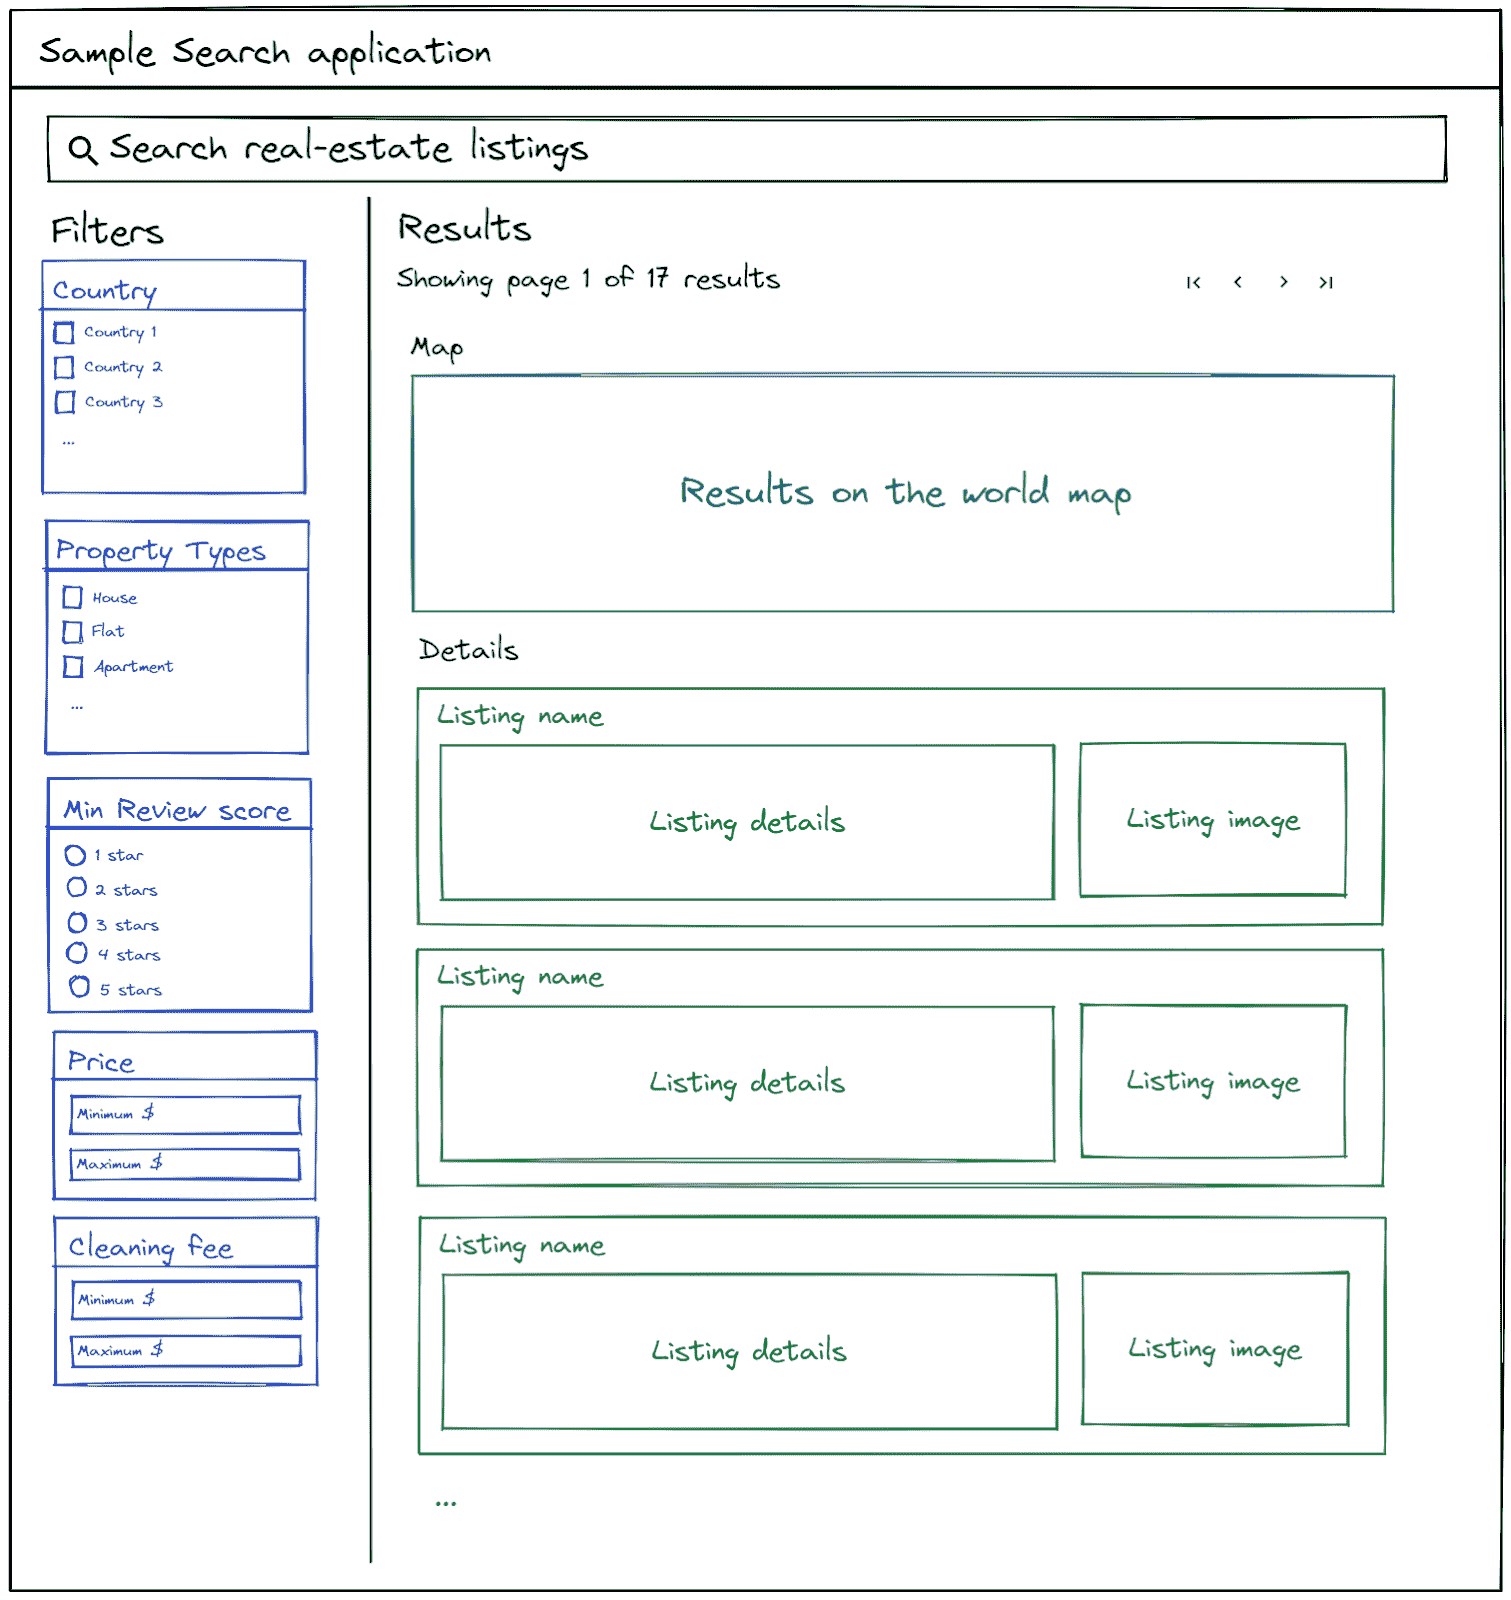 Sample Search application
Search real-estate listings
Filters
Country
Country 1
Country 2
Country 3
...
Property Types
House
Flat
Apartment
...
Min Review score
1 star
2 stars
3 stars
4 stars
5 stars
Price
Minimum $
Maximum $
Cleaning fee
Minimum $
Maximum $
Results
Showing page 1 of 17 results
Map
Results on the world map
Details
Listing name
Listing details
Listing image
Listing name
Listing details
Listing image
Listing name
Listing details
Listing image
...